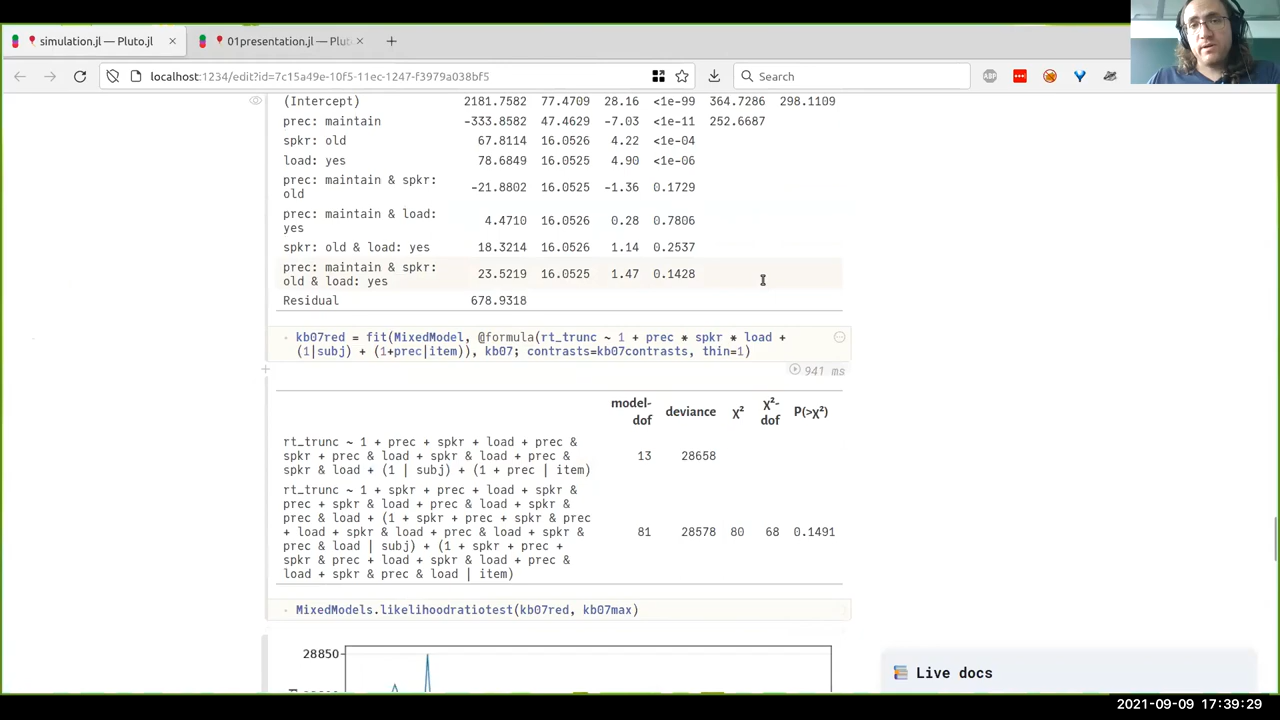 simulation.jl — Pluto.jl
01presentation.jl — Pluto
localhost:1234/edit?id=7c15a49e-10f5-11ec-1247-f3979a038bf5
Search
ABP
(Intercept) 2181.7582 77.4709 28.16 <1e-99 364.7286 298.1109
prec: maintain -333.8582 47.4629 -7.03 <1e-11 252.6687
spkr: old 67.8114 16.0525 4.22 <1e-04
load: yes 78.6849 16.0525 4.90 <1e-06
prec: maintain & spkr:
old -21.8802 16.0525 -1.36 0.1729
prec: maintain & load:
yes 4.4710 16.0526 0.28 0.7806
spkr: old & load: yes 18.3214 16.0526 1.14 0.2537
prec: maintain & spkr:
old & load: yes 23.5219 16.0525 1.47 0.1428
Residual 678.9318
kb07red = fit(MixedModel, @formula(rt_trunc ~ 1 + prec * spkr * load +
(1|subj) + (1+prec|item)), kb07; contrasts=kb07contrasts, thin=1)
941 ms
model-
dof deviance χ² χ²-
dof P(>χ²)
rt_trunc ~ 1 + prec + spkr + load + prec &
spkr + prec & load + spkr & load + prec &
spkr & load + (1 | subj) + (1 + prec | item)
13 28658
rt_trunc ~ 1 + spkr + prec + load + spkr &
prec + spkr & load + prec & load + spkr &
prec & load + (1 + spkr + prec + spkr & prec
+ load + spkr & load + prec & load + spkr &
prec & load | subj) + (1 + spkr + prec +
spkr & prec + load + spkr & load + prec &
load + spkr & prec & load | item)
81 28578 80 68 0.1491
MixedModels.likelihoodratiotest(kb07red, kb07max)
28850
Live docs
2021-09-09 17:39:29